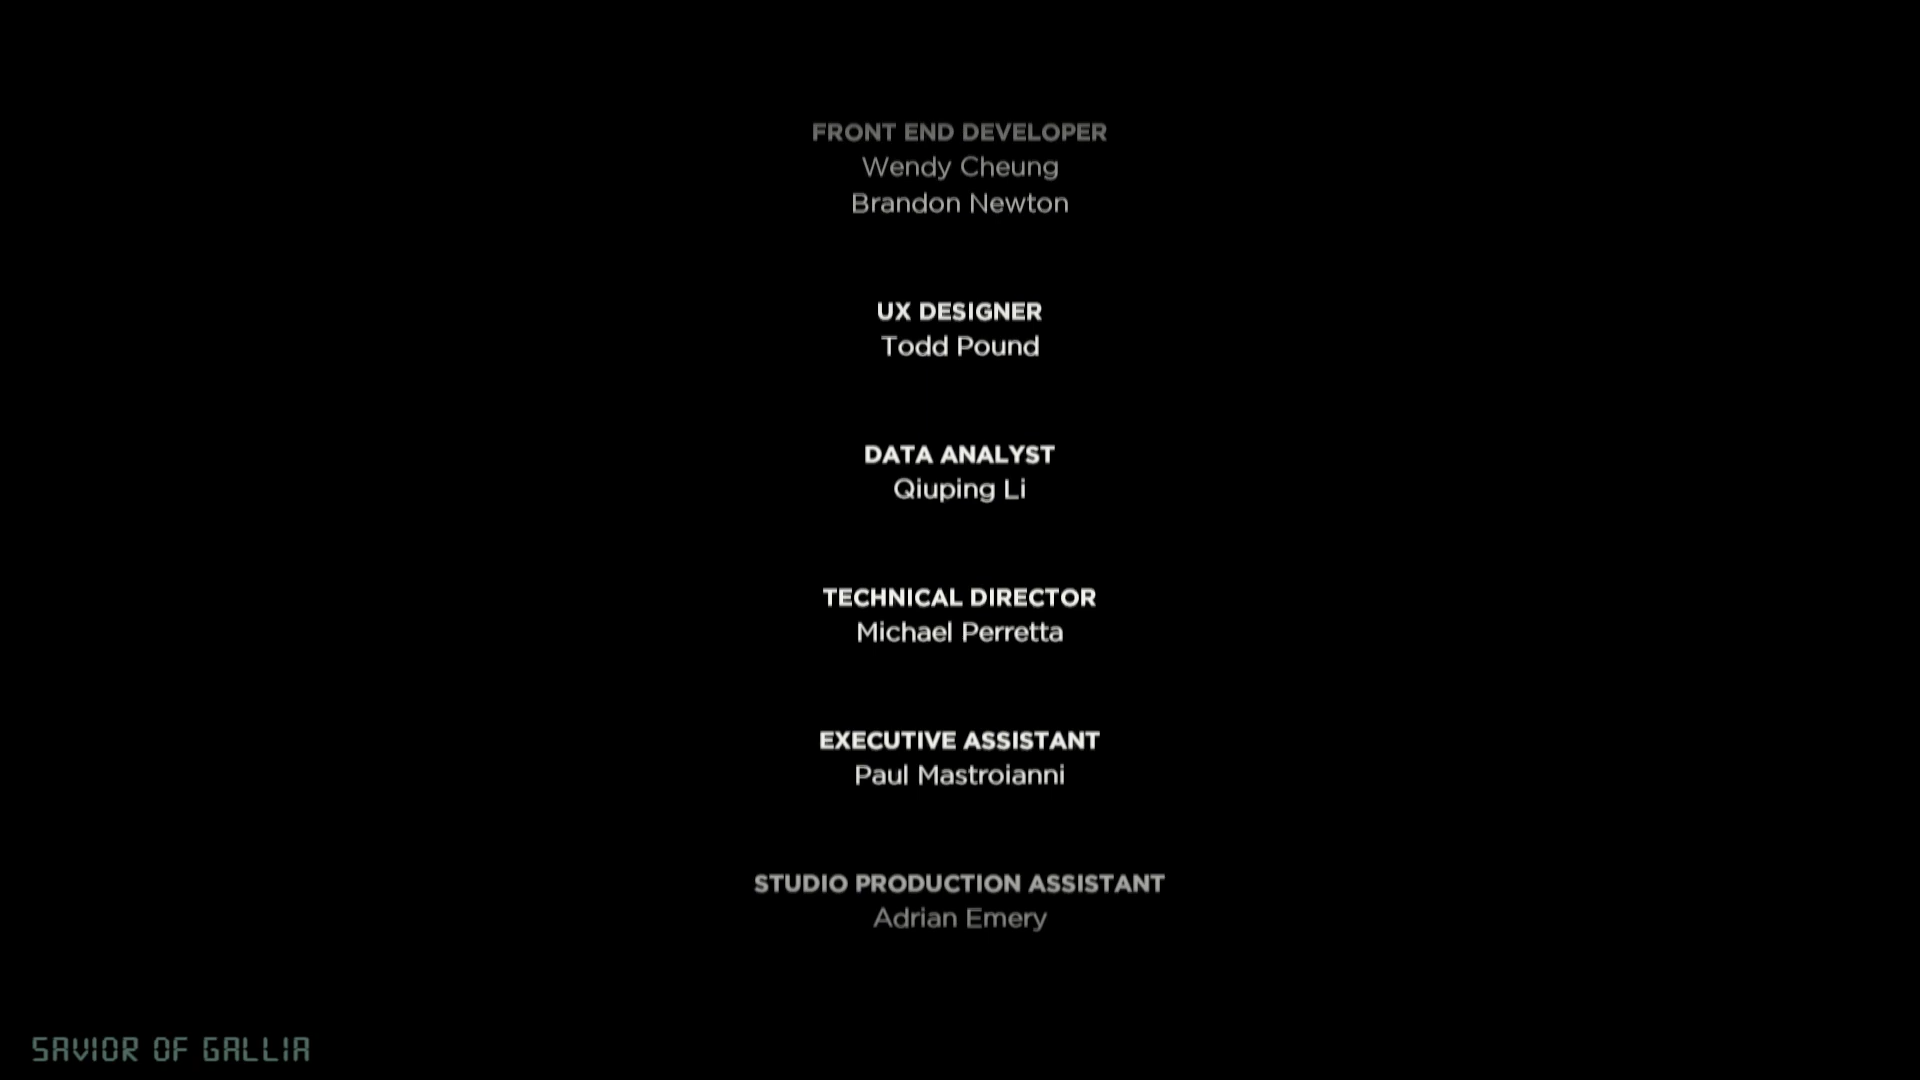 FRONT END DEVELOPER
Wendy Cheung
Brandon Newton
UX DESIGNER
Todd Pound
DATA ANALYST
Qiuping Li
TECHNICAL DIRECTOR
Michael Perretta
EXECUTIVE ASSISTANT
Paul Mastroianni
STUDIO PRODUCTION ASSISTANT
Adrian Emery
SAVIOR OF GALLIA